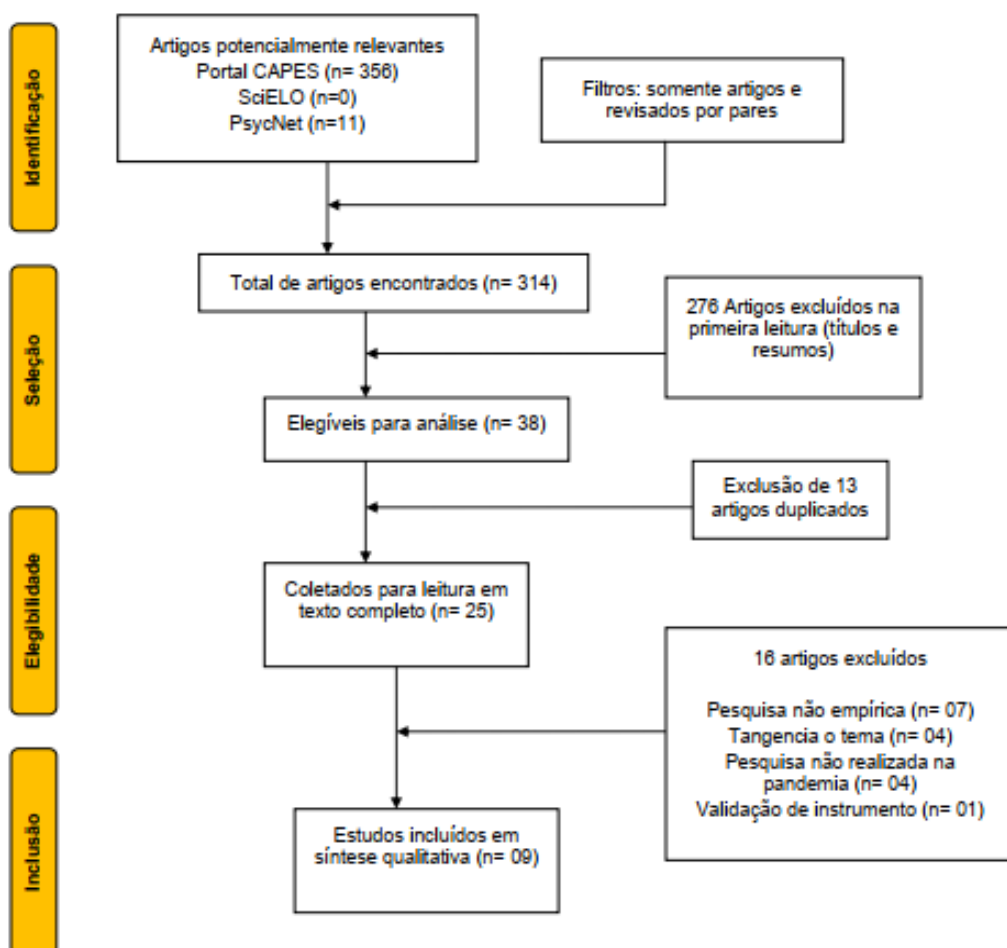 Identificação
Artigos potencialmente relevantes
Portal CAPES (n= 356)
SciELO (n=0)
PsycNet (n=11)
Filtros: somente artigos e
revisados por pares
Seleção
Total de artigos encontrados (n= 314)
276 Artigos excluídos na
primeira leitura (títulos e
resumos)
Elegíveis para análise (n= 38)
Elegibilidade
Exclusão de 13
artigos duplicados
Coletados para leitura em
texto completo (n= 25)
16 artigos excluídos
Pesquisa não empírica (n= 07)
Tangencia o tema (n= 04)
Pesquisa não realizada na
pandemia (n= 04)
Validação de instrumento (n= 01)
Inclusão
Estudos incluídos em
síntese qualitativa (n= 09)